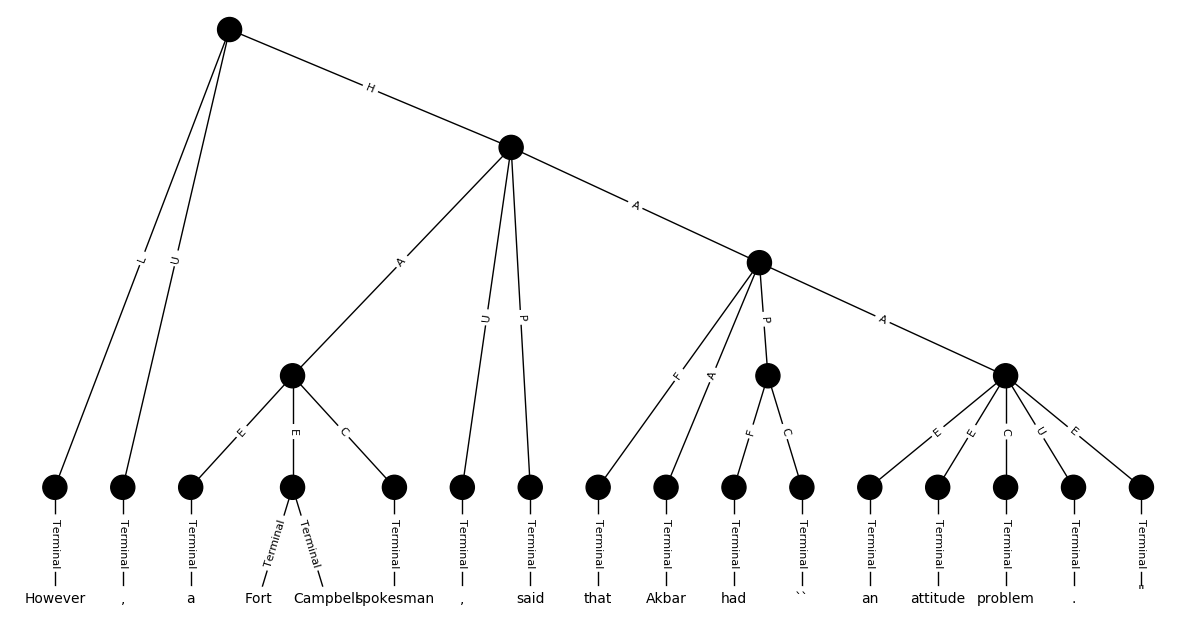 H
A
L
U
A
U
P
F
A
P
A
E
E
C
F
C
E
E
C
U
E
Terminal Terminal Terminal Terminal Terminal Terminal Terminal Terminal Terminal Terminal Terminal Terminal Terminal Terminal Terminal Terminal Terminal
However , a Fort Campbell spokesman , said that Akbar had `` an attitude problem . "